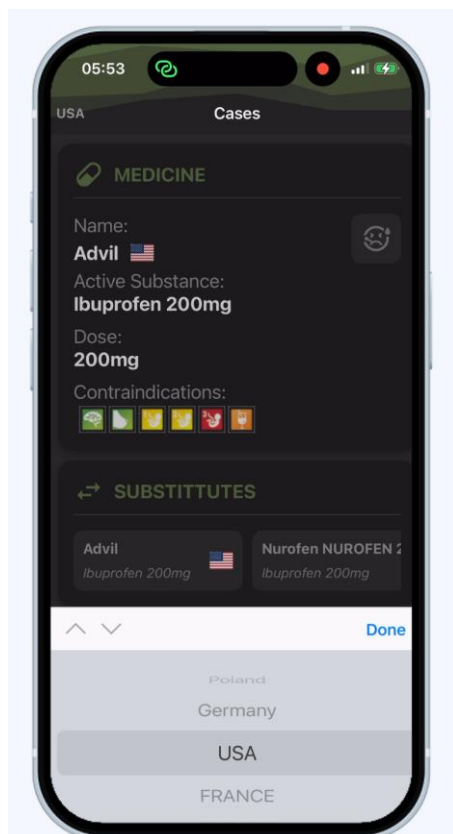 05:53
USA
Cases
MEDICINE
Name:
Advil
Active Substance:
Ibuprofen 200mg
Dose:
200mg
Contraindications:
SUBSTITTUTES
Advil
Ibuprofen 200mg
Nurofen NUROFEN 2
Ibuprofen 200mg
Done
Poland
Germany
USA
FRANCE